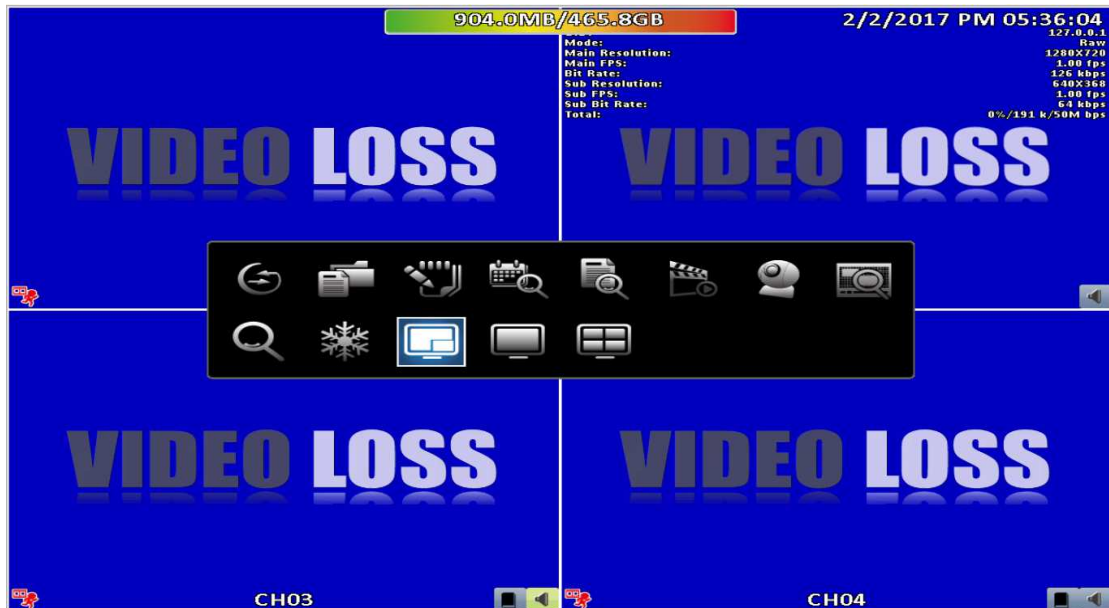 904.0MB/465.8GB
2/2/2017 PM 05:36:04
127.0.0.1
Mode: Raw
Main Resolution: 1280X720
Main FPS: 1.00 fps
Bit Rate: 126 kbps
Sub Resolution: 640X368
Sub FPS: 1.00 fps
Sub Bit Rate: 64 kbps
Total: 0%/191 k/50M bps
VIDEO LOSS
VIDEO LOSS
VIDEO LOSS
VIDEO LOSS
CH03
CH04